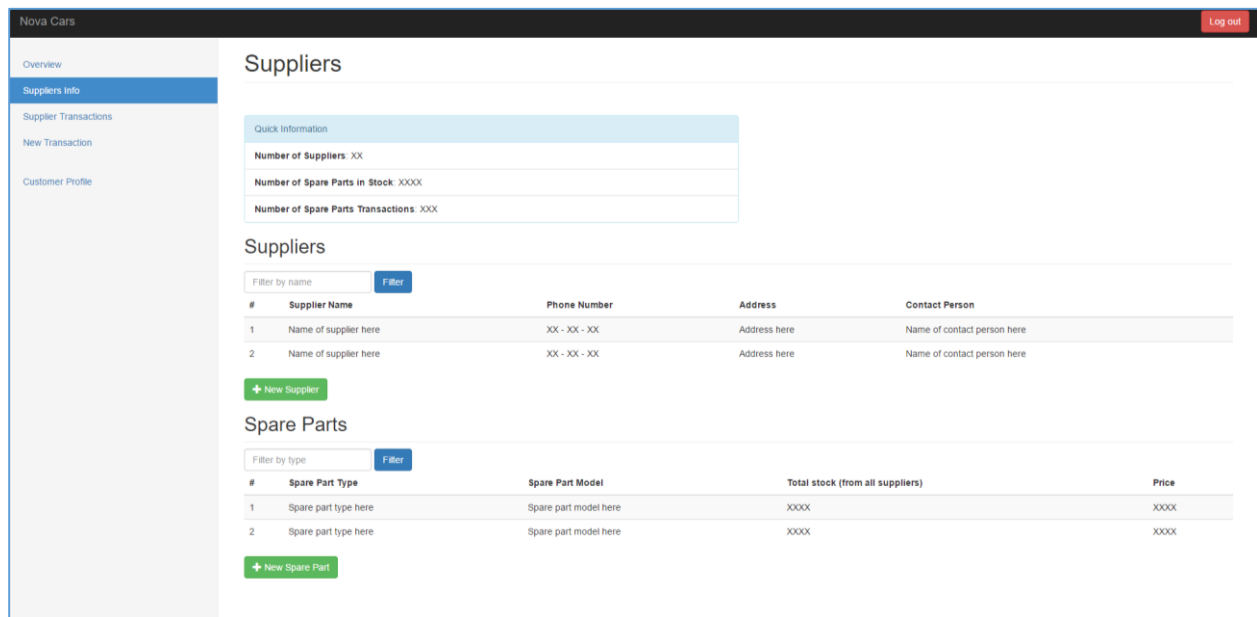 Nova Cars Log out
Overview
Suppliers Info
Supplier Transactions
New Transaction
Customer Profile
Suppliers
Quick Information
Number of Suppliers: XX
Number of Spare Parts in Stock: XXXX
Number of Spare Parts Transactions: XXX
Suppliers
Filter by name Filter
# Supplier Name Phone Number Address Contact Person
1 Name of supplier here XX - XX - XX Address here Name of contact person here
2 Name of supplier here XX - XX - XX Address here Name of contact person here
+ New Supplier
Spare Parts
Filter by type Filter
# Spare Part Type Spare Part Model Total stock (from all suppliers) Price
1 Spare part type here Spare part model here XXXX XXXX
2 Spare part type here Spare part model here XXXX XXXX
+ New Spare Part